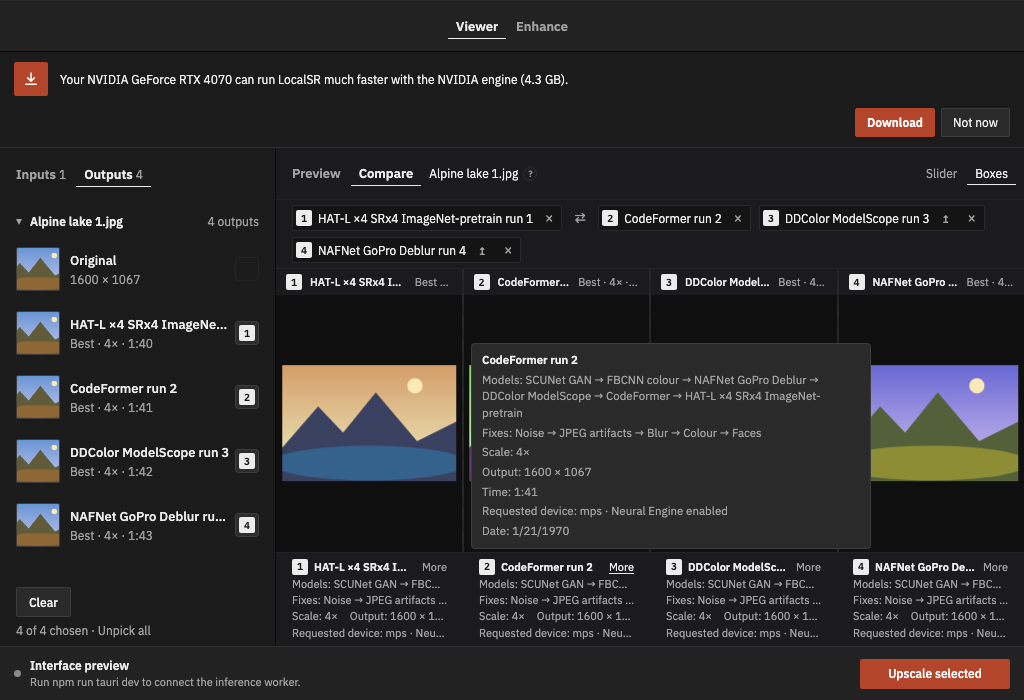 Viewer Enhance
Your NVIDIA GeForce RTX 4070 can run LocalSR much faster with the NVIDIA engine (4.3 GB).
Download Not now
Inputs 1 Outputs 4
Preview Compare Alpine lake 1.jpg ? Slider Boxes
▼ Alpine lake 1.jpg 4 outputs
1 HAT-L ×4 SRx4 ImageNet-pretrain run 1 × ⇄ 2 CodeFormer run 2 × 3 DDColor ModelScope run 3 ↥ ×
4 NAFNet GoPro Deblur run 4 ↥ ×
Original
1600 × 1067
HAT-L ×4 SRx4 ImageNe... 1
Best · 4× · 1:40
CodeFormer run 2 2
Best · 4× · 1:41
DDColor ModelScope run 3 3
Best · 4× · 1:42
NAFNet GoPro Deblur ru... 4
Best · 4× · 1:43
Clear
4 of 4 chosen · Unpick all
1 HAT-L ×4 SRx4 I... Best ... 2 CodeFormer... Best · 4× ·... 3 DDColor Model... Best · 4... 4 NAFNet GoPro ... Best · 4...
CodeFormer run 2
Models: SCUNet GAN → FBCNN colour → NAFNet GoPro Deblur →
DDColor ModelScope → CodeFormer → HAT-L ×4 SRx4 ImageNet-
pretrain
Fixes: Noise → JPEG artifacts → Blur → Colour → Faces
Scale: 4×
Output: 1600 × 1067
Time: 1:41
Requested device: mps · Neural Engine enabled
Date: 1/21/1970
1 HAT-L ×4 SRx4 I... More
Models: SCUNet GAN → FBC...
Fixes: Noise → JPEG artifacts ...
Scale: 4× Output: 1600 × 1...
Requested device: mps · Neu...
2 CodeFormer run 2 More
Models: SCUNet GAN → FBC...
Fixes: Noise → JPEG artifacts ...
Scale: 4× Output: 1600 × 1...
Requested device: mps · Neu...
3 DDColor ModelSc... More
Models: SCUNet GAN → FBC...
Fixes: Noise → JPEG artifacts ...
Scale: 4× Output: 1600 × 1...
Requested device: mps · Neu...
4 NAFNet GoPro De... More
Models: SCUNet GAN → FBC...
Fixes: Noise → JPEG artifacts ...
Scale: 4× Output: 1600 × 1...
Requested device: mps · Neu...
Interface preview
Run npm run tauri dev to connect the inference worker.
Upscale selected